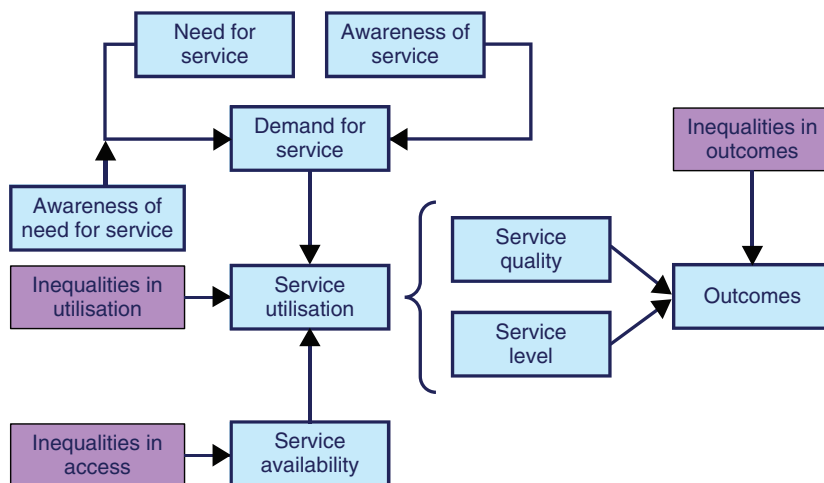 Need for
service
Awareness of
service
Demand for
service
Inequalities in
outcomes
Awareness of
need for service
Service
quality
Inequalities in
utilisation
Service
utilisation
Outcomes
Service
level
Inequalities in
access
Service
availability